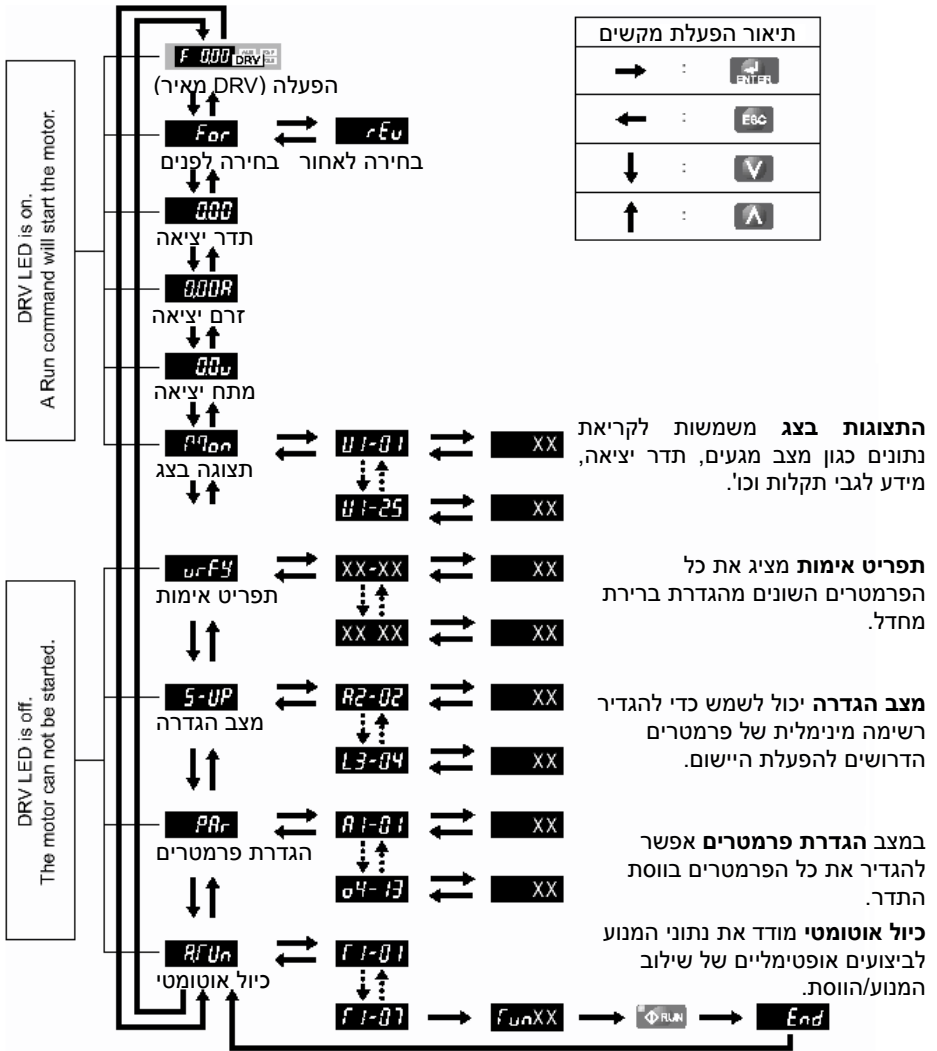 תיאור הפעלת מקשים
→ : ENTER
← : ESC
↓ : V
↑ : Λ
DRV LED is on.
A Run command will start the motor.
F 0.00 DRV
הפעלה (DRV מאיר)
For rEv
בחירה לפנים בחירה לאחור
0.00
תדר יציאה
0.00A
זרם יציאה
0.0v
מתח יציאה
Mon U1-01 XX
תצוגה בצג
U1-25 XX
התצוגות בצג משמשות לקריאת
נתונים כגון מצב מגעים, תדר יציאה,
מידע לגבי תקלות וכו'.
DRV LED is off.
The motor can not be started.
vrFY XX-XX XX
תפריט אימות
XX XX XX
תפריט אימות מציג את כל
הפרמטרים השונים מהגדרת ברירת
מחדל.
S-UP A2-02 XX
מצב הגדרה
L3-04 XX
מצב הגדרה יכול לשמש כדי להגדיר
רשימה מינימלית של פרמטרים
הדרושים להפעלת היישום.
PAr A1-01 XX
הגדרת פרמטרים
o4-13 XX
במצב הגדרת פרמטרים אפשר
להגדיר את כל הפרמטרים בווסת
התדר.
A.TUn T1-01
כיול אוטומטי
T1-07 TunXX RUN End
כיול אוטומטי מודד את נתוני המנוע
לביצועים אופטימליים של שילוב
המנוע/הווסת.